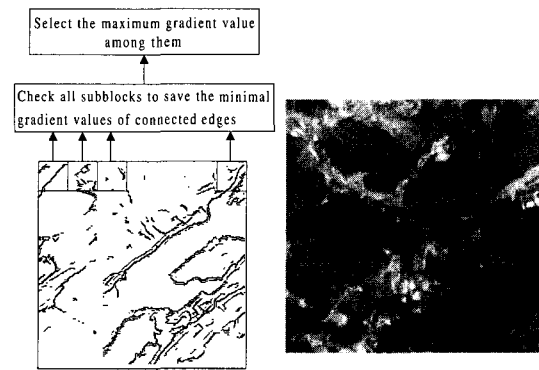 Select the maximum gradient value
among them
Check all subblocks to save the minimal
gradient values of connected edges